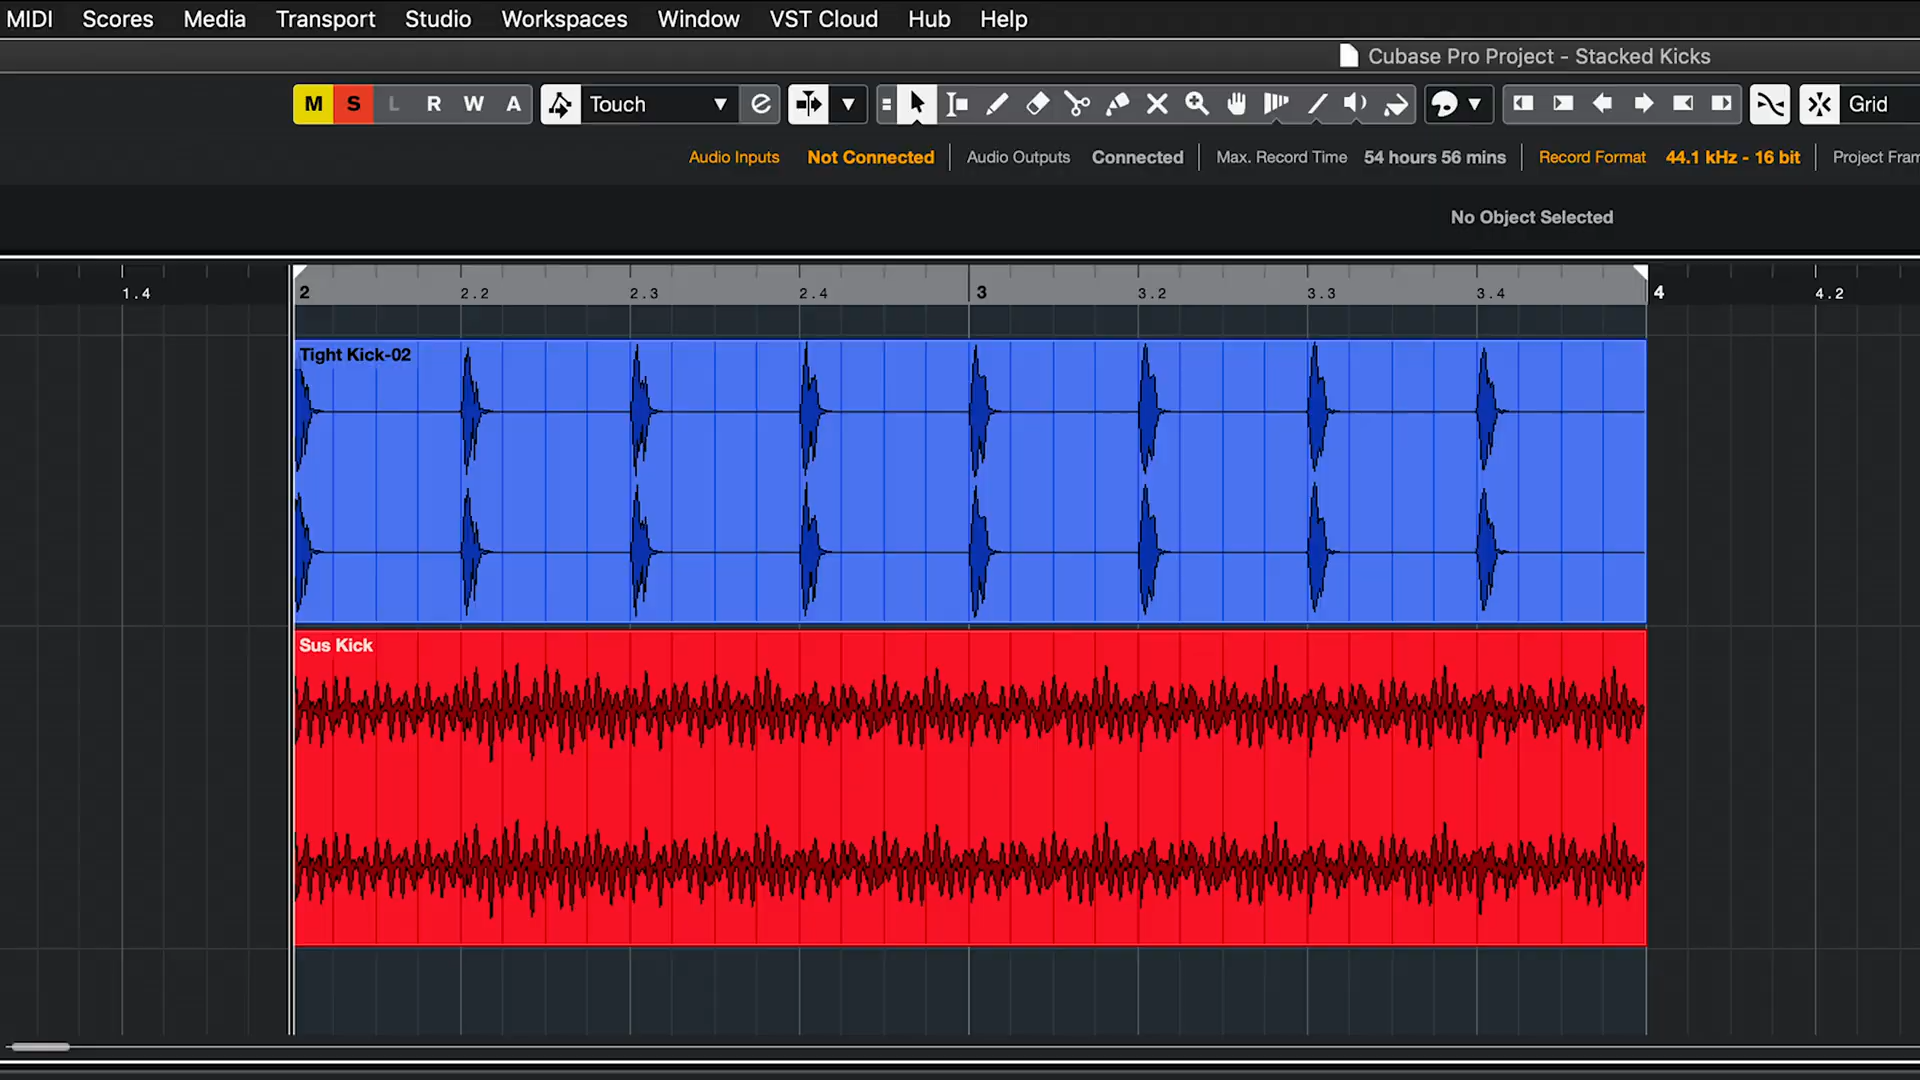 MIDI Scores Media Transport Studio Workspaces Window VST Cloud Hub Help
Cubase Pro Project - Stacked Kicks
M S L R W A Touch e Grid
Audio Inputs Not Connected Audio Outputs Connected Max. Record Time 54 hours 56 mins Record Format 44.1 kHz - 16 bit Project Fram
No Object Selected
1.4 2 2.2 2.3 2.4 3 3.2 3.3 3.4 4 4.2
Tight Kick-02
Sus Kick